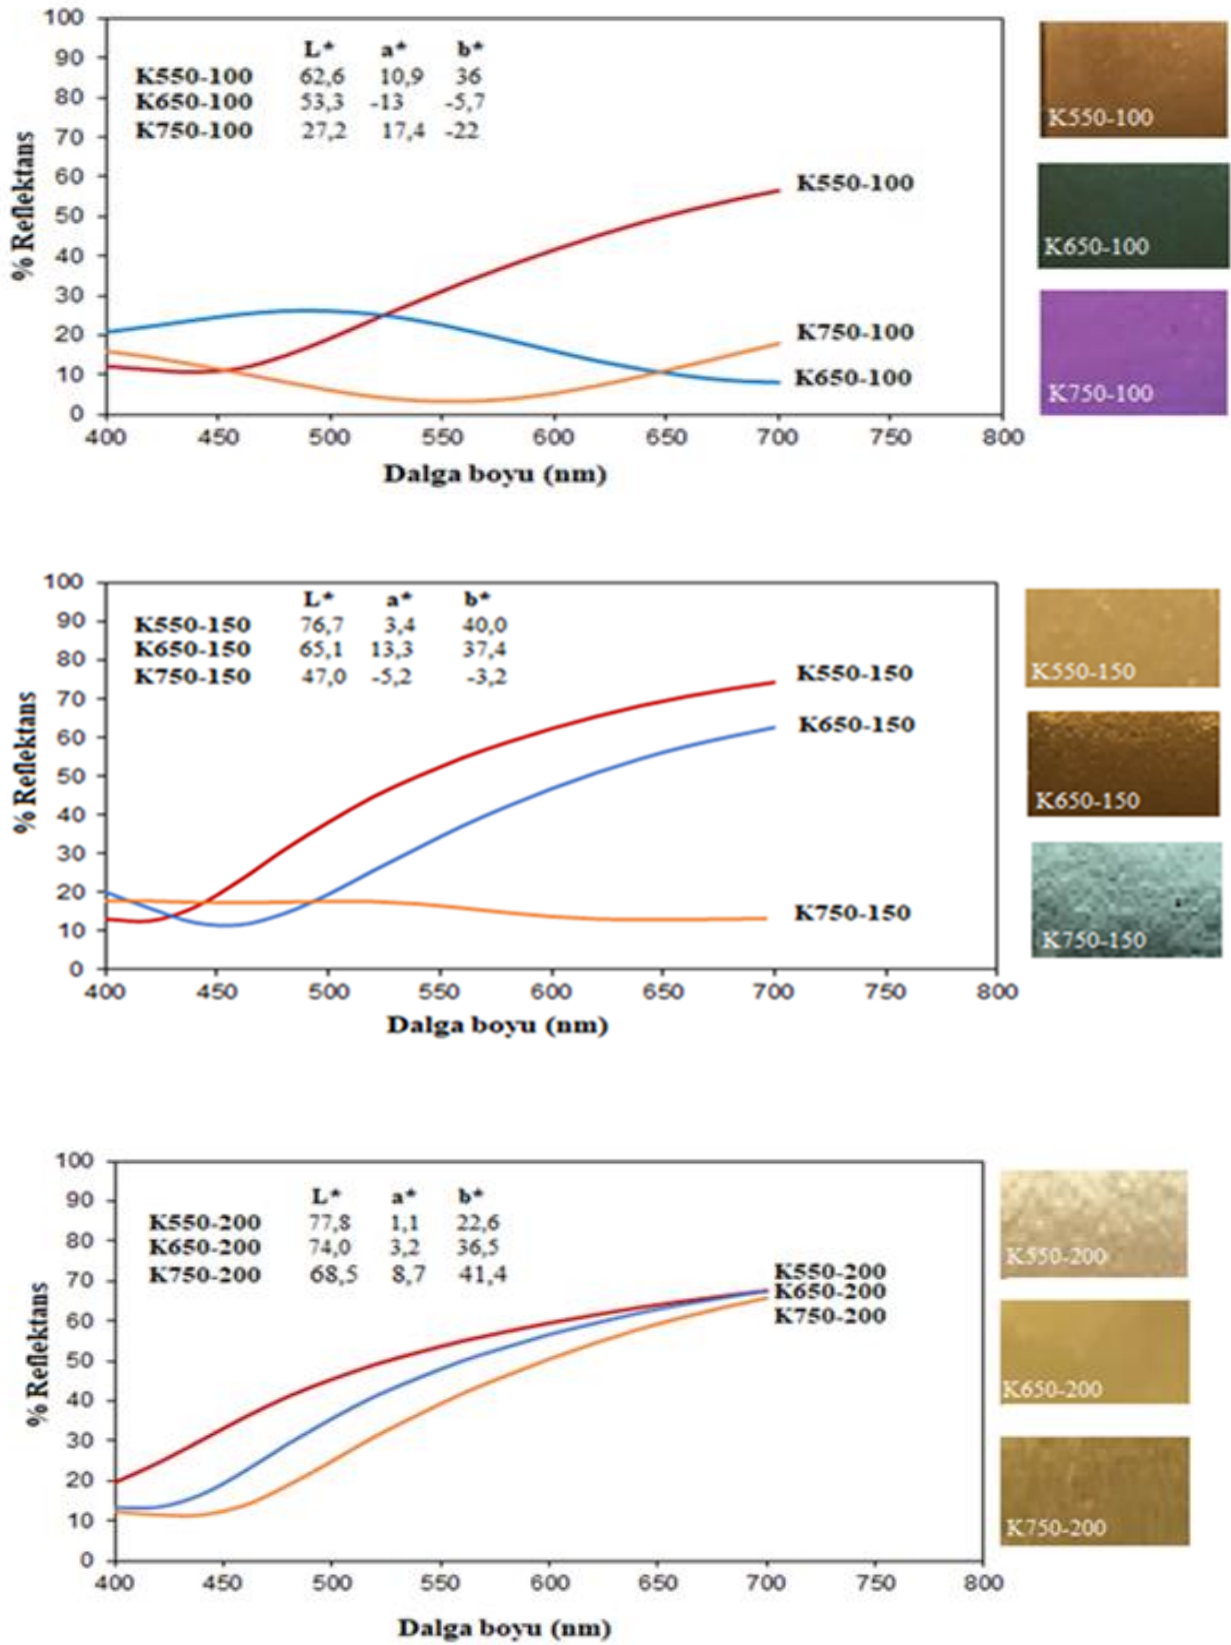 100
90
80
70
60
50
40
30
20
10
0
% Reflektans
L* a* b*
K550-100 62,6 10,9 36
K650-100 53,3 -13 -5,7
K750-100 27,2 17,4 -22
K550-100
K750-100
K650-100
400 450 500 550 600 650 700 750 800
Dalga boyu (nm)
K550-100
K650-100
K750-100
100
90
80
70
60
50
40
30
20
10
0
% Reflektans
L* a* b*
K550-150 76,7 3,4 40,0
K650-150 65,1 13,3 37,4
K750-150 47,0 -5,2 -3,2
K550-150
K650-150
K750-150
400 450 500 550 600 650 700 750 800
Dalga boyu (nm)
K550-150
K650-150
K750-150
100
90
80
70
60
50
40
30
20
10
0
% Reflektans
L* a* b*
K550-200 77,8 1,1 22,6
K650-200 74,0 3,2 36,5
K750-200 68,5 8,7 41,4
K550-200
K650-200
K750-200
400 450 500 550 600 650 700 750 800
Dalga boyu (nm)
K550-200
K650-200
K750-200